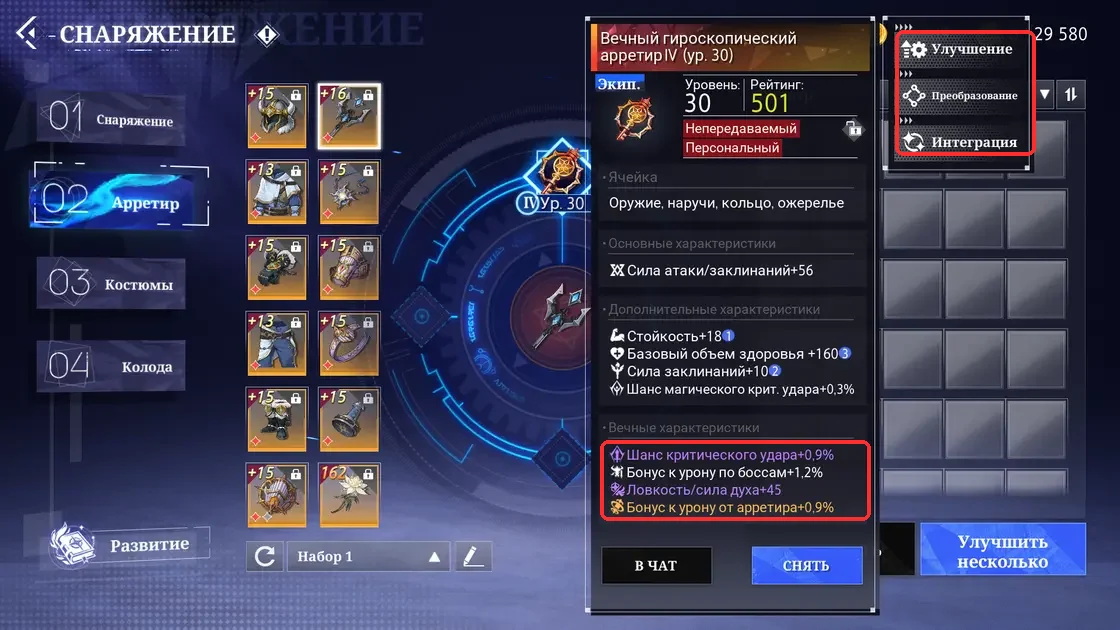 СНАРЯЖЕНИЕ
29 580
01 Снаряжение
02 Арретир
03 Костюмы
04 Колода
Развитие
+15
+16
+13
+15
+15
+15
+13
+15
+15
+15
+15
162
Набор 1
IV Ур. 30
Вечный гироскопический
арретир IV (ур. 30)
Экип.
Уровень: Рейтинг:
30 501
Непередаваемый
Персональный
Ячейка
Оружие, наручи, кольцо, ожерелье
Основные характеристики
Сила атаки/заклинаний+56
Дополнительные характеристики
Стойкость+18 1
Базовый объем здоровья +160 3
Сила заклинаний+10 2
Шанс магического крит. удара+0,3%
Вечные характеристики
Шанс критического удара+0,9%
Бонус к урону по боссам+1,2%
Ловкость/сила духа+45
Бонус к урону от арретира+0,9%
В ЧАТ
СНЯТЬ
Улучшение
Преобразование
Интеграция
Улучшить
несколько